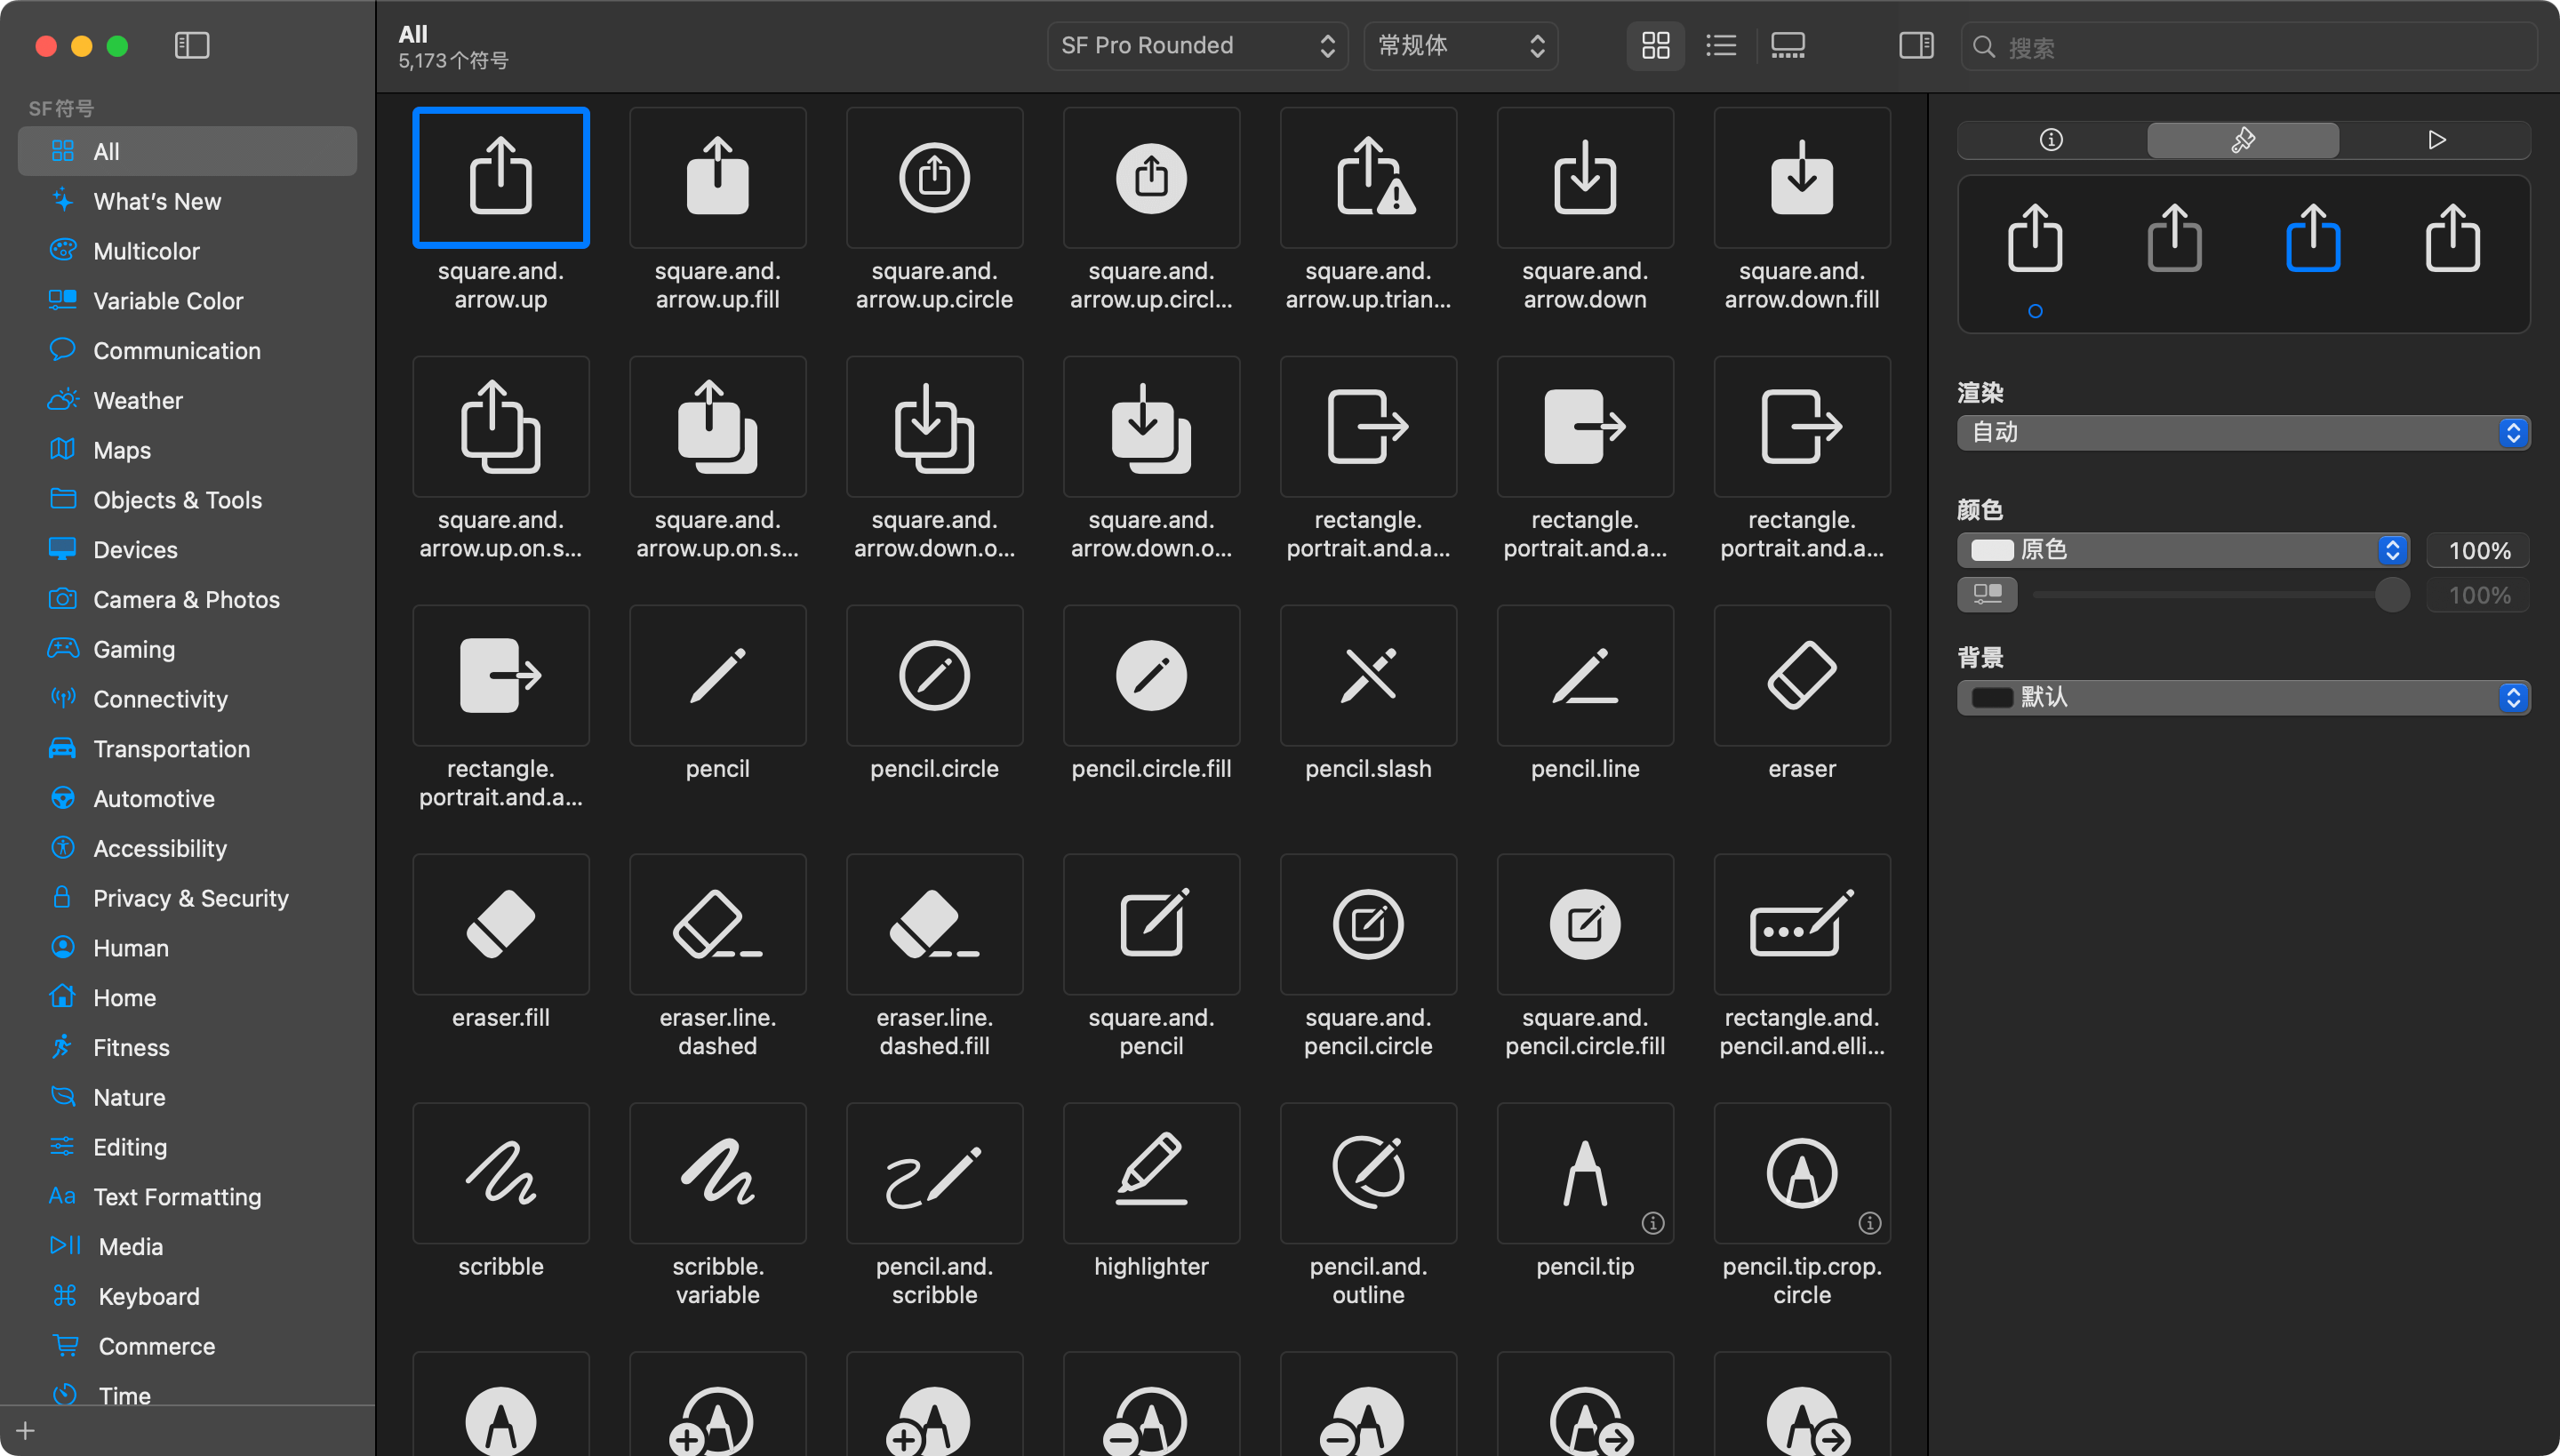 All
5,173个符号
SF Pro Rounded
常规体
搜索
SF符号
All
What's New
Multicolor
Variable Color
Communication
Weather
Maps
Objects & Tools
Devices
Camera & Photos
Gaming
Connectivity
Transportation
Automotive
Accessibility
Privacy & Security
Human
Home
Fitness
Nature
Editing
Aa Text Formatting
Media
Keyboard
Commerce
Time
square.and.
arrow.up
square.and.
arrow.up.fill
square.and.
arrow.up.circle
square.and.
arrow.up.circl...
square.and.
arrow.up.trian...
square.and.
arrow.down
square.and.
arrow.down.fill
square.and.
arrow.up.on.s...
square.and.
arrow.up.on.s...
square.and.
arrow.down.o...
square.and.
arrow.down.o...
rectangle.
portrait.and.a...
rectangle.
portrait.and.a...
rectangle.
portrait.and.a...
rectangle.
portrait.and.a...
pencil
pencil.circle
pencil.circle.fill
pencil.slash
pencil.line
eraser
eraser.fill
eraser.line.
dashed
eraser.line.
dashed.fill
square.and.
pencil
square.and.
pencil.circle
square.and.
pencil.circle.fill
rectangle.and.
pencil.and.elli...
scribble
scribble.
variable
pencil.and.
scribble
highlighter
pencil.and.
outline
pencil.tip
pencil.tip.crop.
circle
渲染
自动
颜色
原色
100%
100%
背景
默认